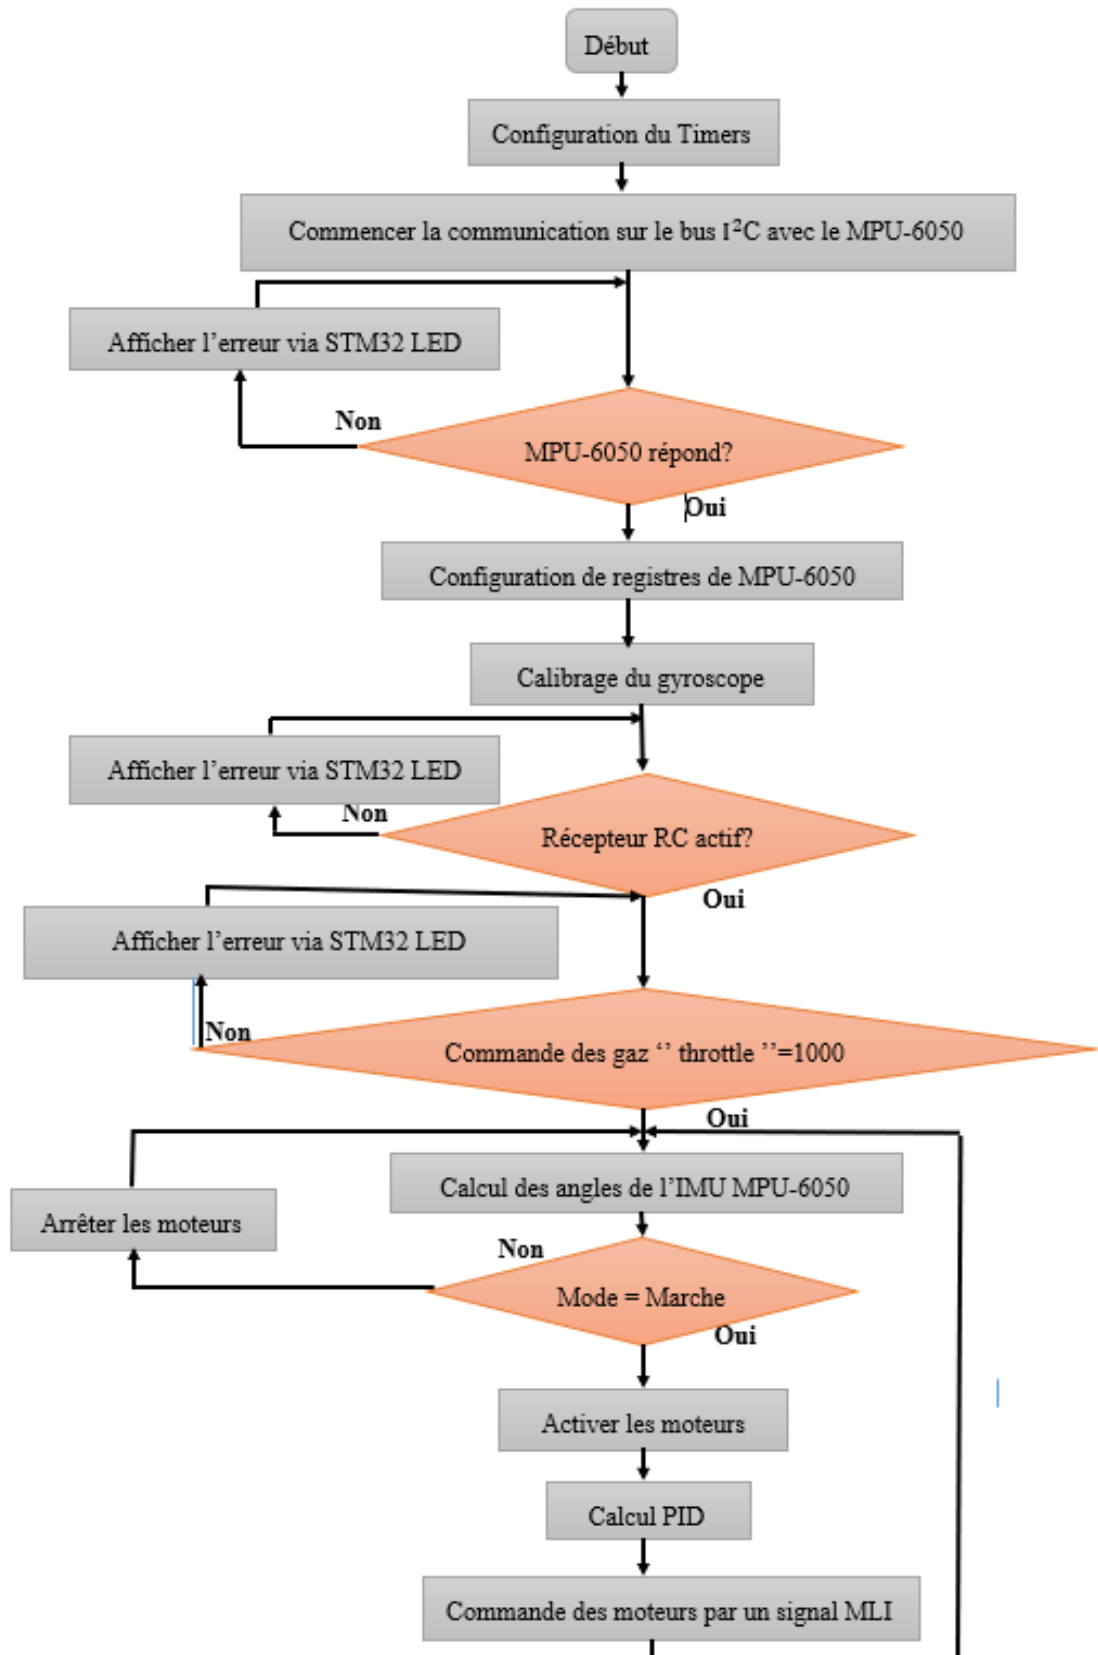 Début
Configuration du Timers
Commencer la communication sur le bus I²C avec le MPU-6050
Afficher l’erreur via STM32 LED
Non
MPU-6050 répond?
Oui
Configuration de registres de MPU-6050
Calibrage du gyroscope
Afficher l’erreur via STM32 LED
Non
Récepteur RC actif?
Oui
Afficher l’erreur via STM32 LED
Non
Commande des gaz ‘’ throttle ’’=1000
Oui
Calcul des angles de l’IMU MPU-6050
Arrêter les moteurs
Non
Mode = Marche
Oui
Activer les moteurs
Calcul PID
Commande des moteurs par un signal MLI